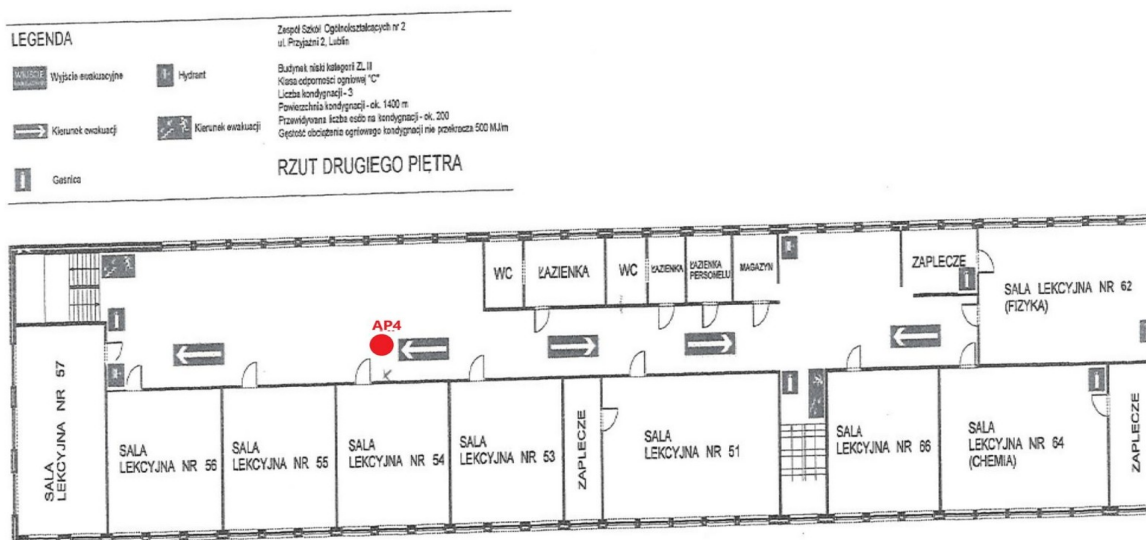 LEGENDA
Zespół Szkół Ogólnokształcących nr 2
ul. Przyjaźni 2, Lublin
WYJŚCIE
Wyjście ewakuacyjne
Hydrant
Budynek niski kategorii ZL III
Klasa odporności ogniowej "C"
Liczba kondygnacji - 3
Powierzchnia kondygnacji - ok. 1400 m
Przewidywana liczba osób na kondygnacji - ok. 200
Gęstość obciążenia ogniowego kondygnacji nie przekracza 500 MJ/m
Kierunek ewakuacji
Kierunek ewakuacji
Gaśnica
RZUT DRUGIEGO PIĘTRA
WC
ŁAZIENKA
WC
ŁAZIENKA
ŁAZIENKA
PERSONELU
MAGAZYN
ZAPLECZE
SALA LEKCYJNA NR 62
(FIZYKA)
AP4
SALA
LEKCYJNA NR 57
SALA
LEKCYJNA NR 56
SALA
LEKCYJNA NR 55
SALA
LEKCYJNA NR 54
SALA
LEKCYJNA NR 53
ZAPLECZE
SALA
LEKCYJNA NR 51
SALA
LEKCYJNA NR 66
SALA
LEKCYJNA NR 64
(CHEMIA)
ZAPLECZE